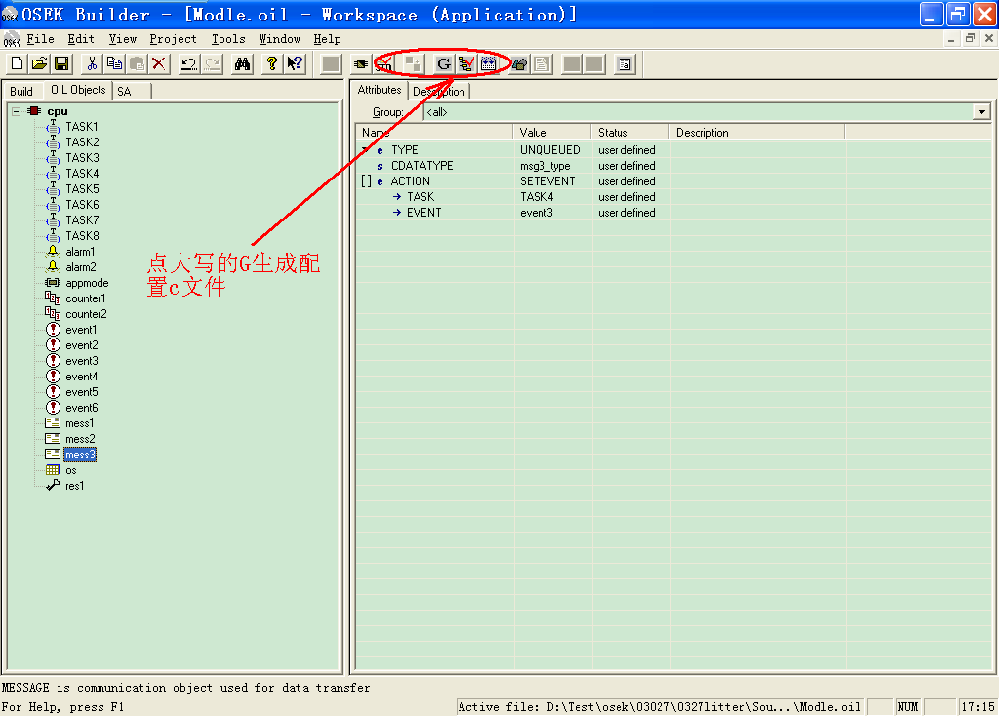 OSEK Builder - [Modle.oil - Workspace (Application)]
File Edit View Project Tools Window Help
Build OIL Objects SA
cpu
TASK1
TASK2
TASK3
TASK4
TASK5
TASK6
TASK7
TASK8
alarm1
alarm2
appmode
counter1
counter2
event1
event2
event3
event4
event5
event6
mess1
mess2
mess3
os
res1
点大写的G生成配
置c文件
Attributes Description
Group: <all>
Name Value Status Description
e TYPE UNQUEUED user defined
s CDATATYPE msg3_type user defined
[] e ACTION SETEVENT user defined
TASK TASK4 user defined
EVENT event3 user defined
MESSAGE is communication object used for data transfer
For Help, press F1
Active file: D:\Test\osek\03027\0327litter\Sou...\Modle.oil NUM 17:15